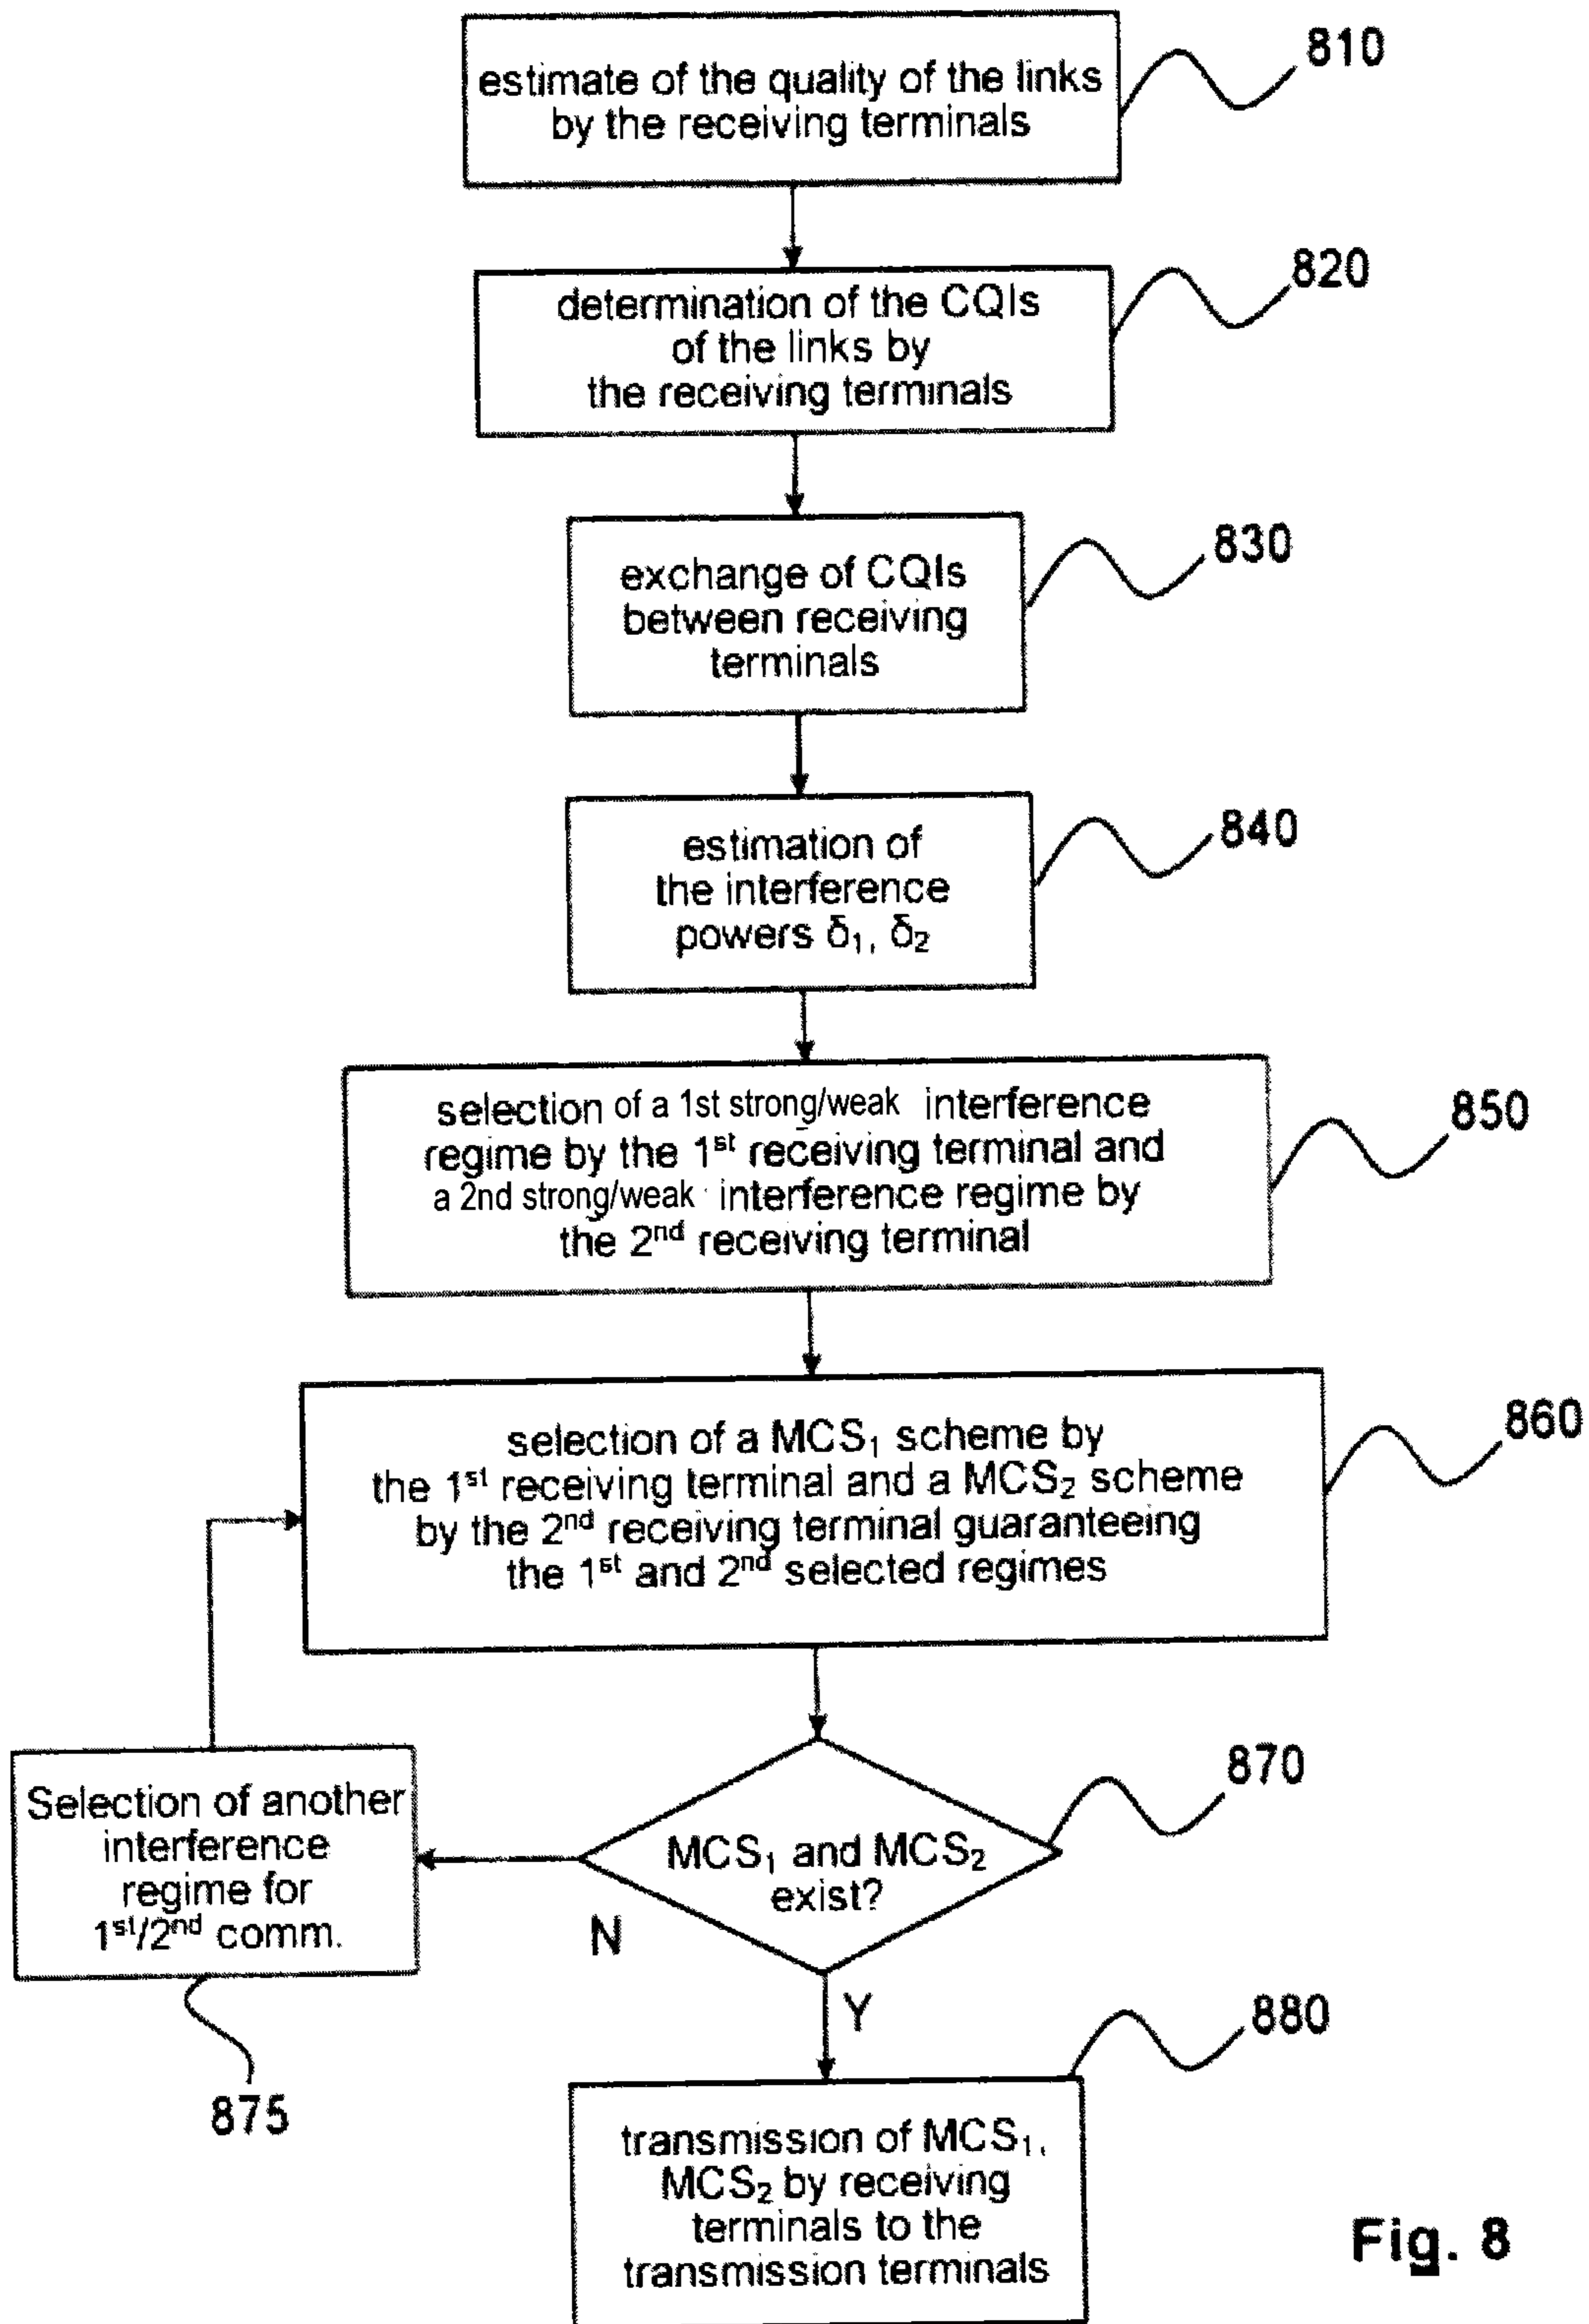 estimate of the quality of the links
by the receiving terminals
810
determination of the CQIs
of the links by
the receiving terminals
820
exchange of CQIs
between receiving
terminals
830
estimation of
the interference
powers δ₁, δ₂
840
selection of a 1st strong/weak interference
regime by the 1ˢᵗ receiving terminal and
a 2nd strong/weak interference regime by
the 2ⁿᵈ receiving terminal
850
selection of a MCS₁ scheme by
the 1ˢᵗ receiving terminal and a MCS₂ scheme
by the 2ⁿᵈ receiving terminal guaranteeing
the 1ˢᵗ and 2ⁿᵈ selected regimes
860
MCS₁ and MCS₂
exist?
870
N
Y
Selection of another
interference
regime for
1ˢᵗ/2ⁿᵈ comm.
875
transmission of MCS₁,
MCS₂ by receiving
terminals to the
transmission terminals
880
Fig. 8